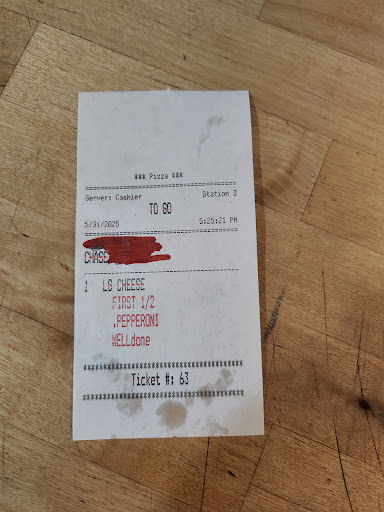 *** Pizza ***
Server: Cashier Station 3
TO GO
5/31/2025 5:25:21 PM
CHASE
1 LG CHEESE
FIRST 1/2
.PEPPERONI
WELLdone
Ticket #: 63